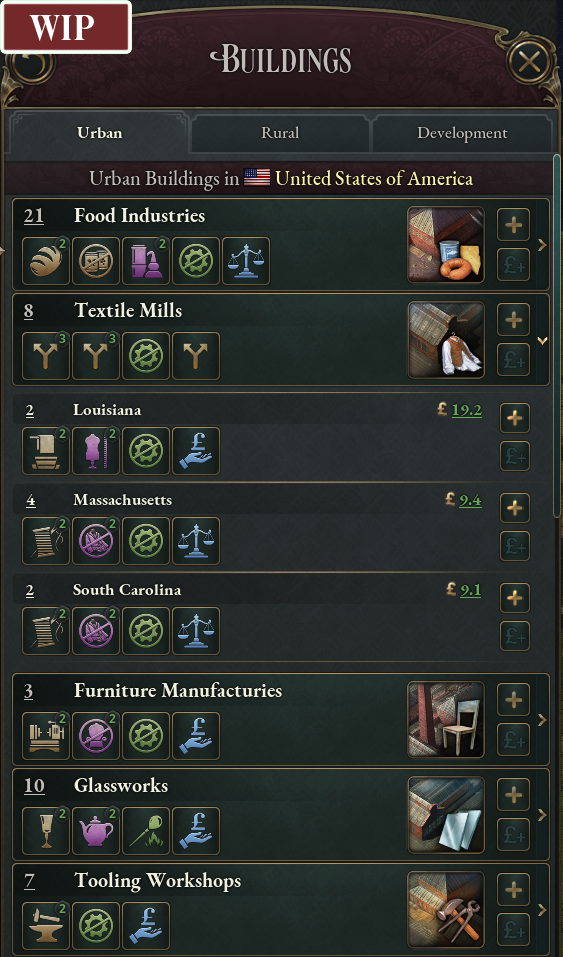 WIP
BUILDINGS
Urban Rural Development
Urban Buildings in United States of America
21 Food Industries
2 2
£+
8 Textile Mills
3 3
£+
2 Louisiana £ 19.2
2 2 £
£+
4 Massachusetts £ 9.4
2 2
£+
2 South Carolina £ 9.1
2 2
£+
3 Furniture Manufacturies
2 2 £
£+
10 Glassworks
2 2 £
£+
7 Tooling Workshops
2 £
£+